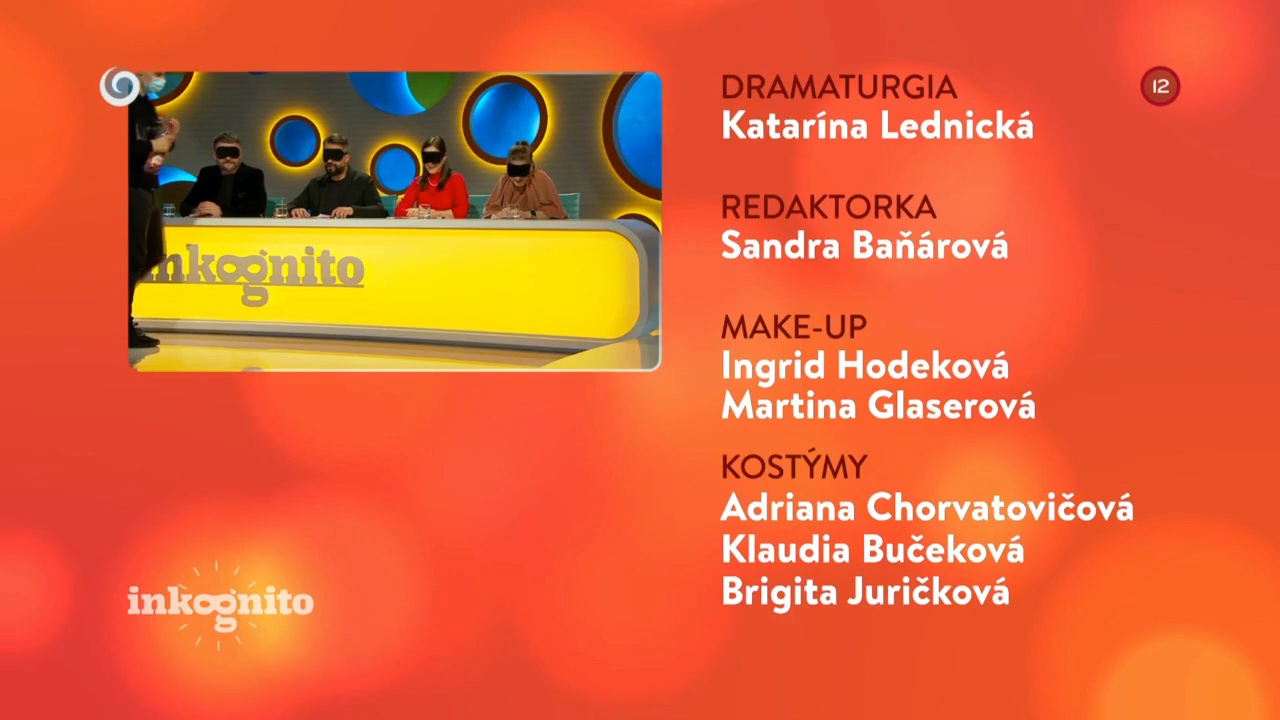 DRAMATURGIA
Katarína Lednická
12
REDAKTORKA
Sandra Baňárová
inkognito
MAKE-UP
Ingrid Hodeková
Martina Glaserová
KOSTÝMY
Adriana Chorvatovičová
Klaudia Bučeková
Brigita Juričková
inkognito